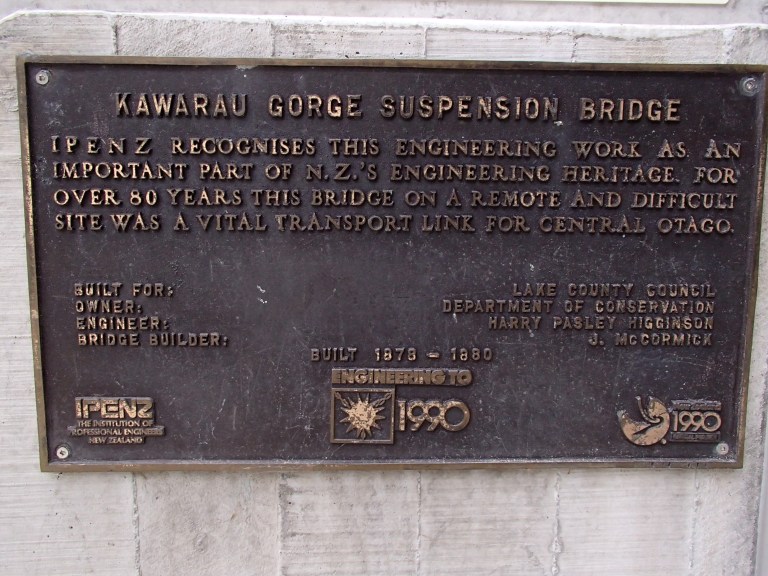 KAWARAU GORGE SUSPENSION BRIDGE
IPENZ RECOGNISES THIS ENGINEERING WORK AS AN
IMPORTANT PART OF N.Z.'S ENGINEERING HERITAGE. FOR
OVER 80 YEARS THIS BRIDGE ON A REMOTE AND DIFFICULT
SITE WAS A VITAL TRANSPORT LINK FOR CENTRAL OTAGO.
BUILT FOR: LAKE COUNTY COUNCIL
OWNER: DEPARTMENT OF CONSERVATION
ENGINEER: HARRY PASLEY HIGGINSON
BRIDGE BUILDER: J. McCORMICK
BUILT 1878 - 1880
ENGINEERING TO
1990
IPENZ
THE INSTITUTION OF
PROFESSIONAL ENGINEERS
NEW ZEALAND
1990